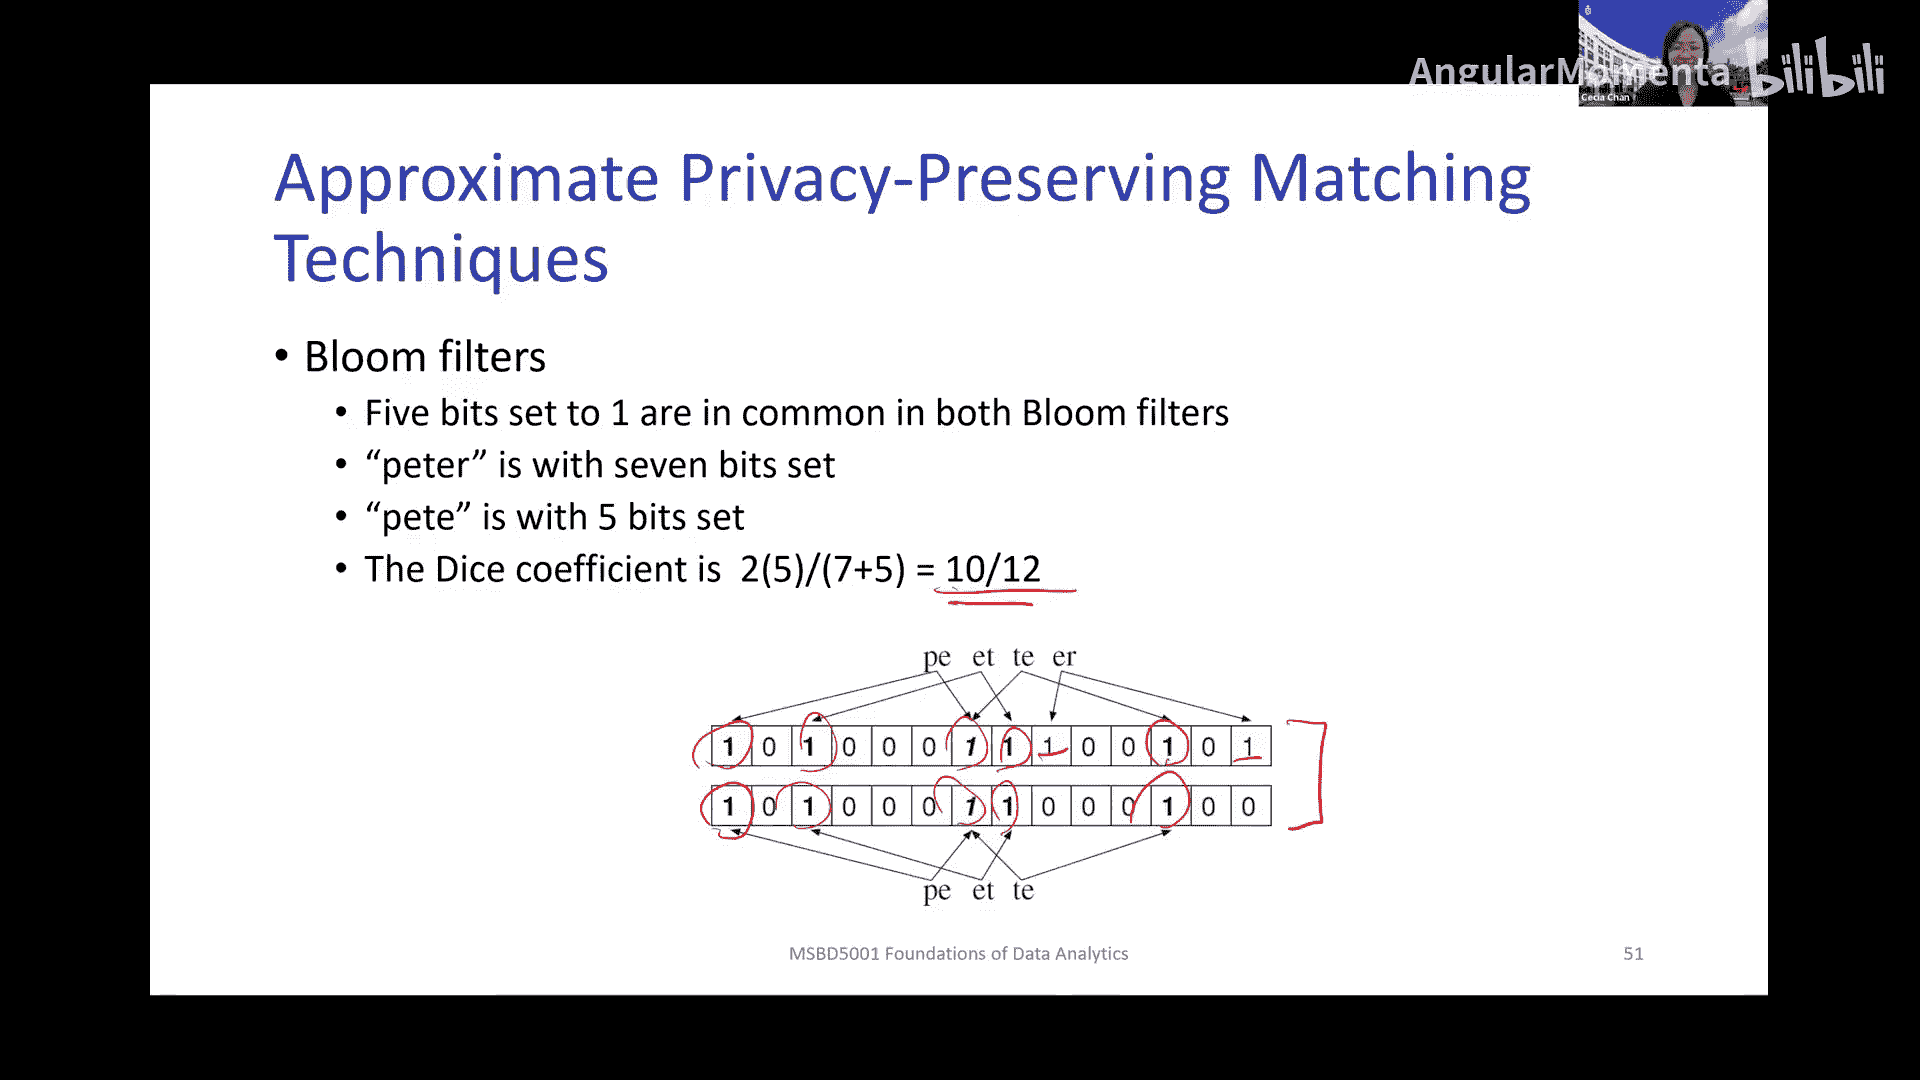 AngularMomenta bilibili
Cecia Chan
Approximate Privacy-Preserving Matching
Techniques
• Bloom filters
• Five bits set to 1 are in common in both Bloom filters
• “peter” is with seven bits set
• “pete” is with 5 bits set
• The Dice coefficient is 2(5)/(7+5) = 10/12
pe et te er
1 0 1 0 0 0 1 1 1 0 0 1 0 1
1 0 1 0 0 0 1 1 0 0 0 1 0 0
pe et te
MSBD5001 Foundations of Data Analytics
51